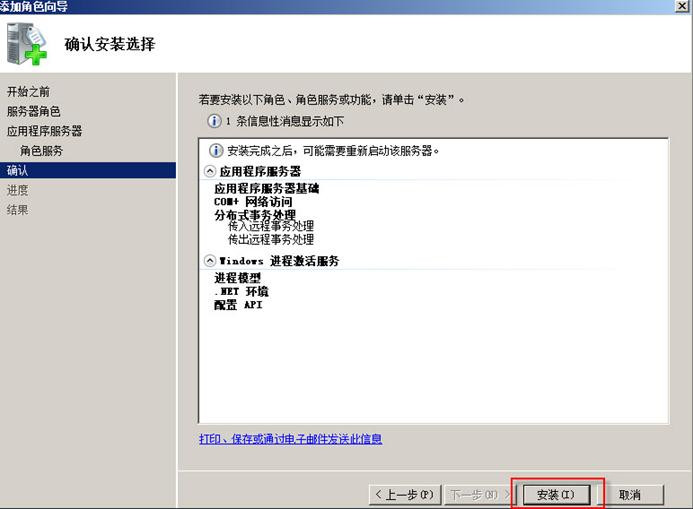 添加角色向导
确认安装选择
开始之前
服务器角色
应用程序服务器
角色服务
确认
进度
结果
若要安装以下角色、角色服务或功能，请单击“安装”。
1 条信息性消息显示如下
安装完成之后，可能需要重新启动该服务器。
应用程序服务器
应用程序服务器基础
COM+ 网络访问
分布式事务处理
传入远程事务处理
传出远程事务处理
Windows 进程激活服务
进程模型
.NET 环境
配置 API
打印、保存或通过电子邮件发送此信息
< 上一步(P)
下一步(N) >
安装(I)
取消